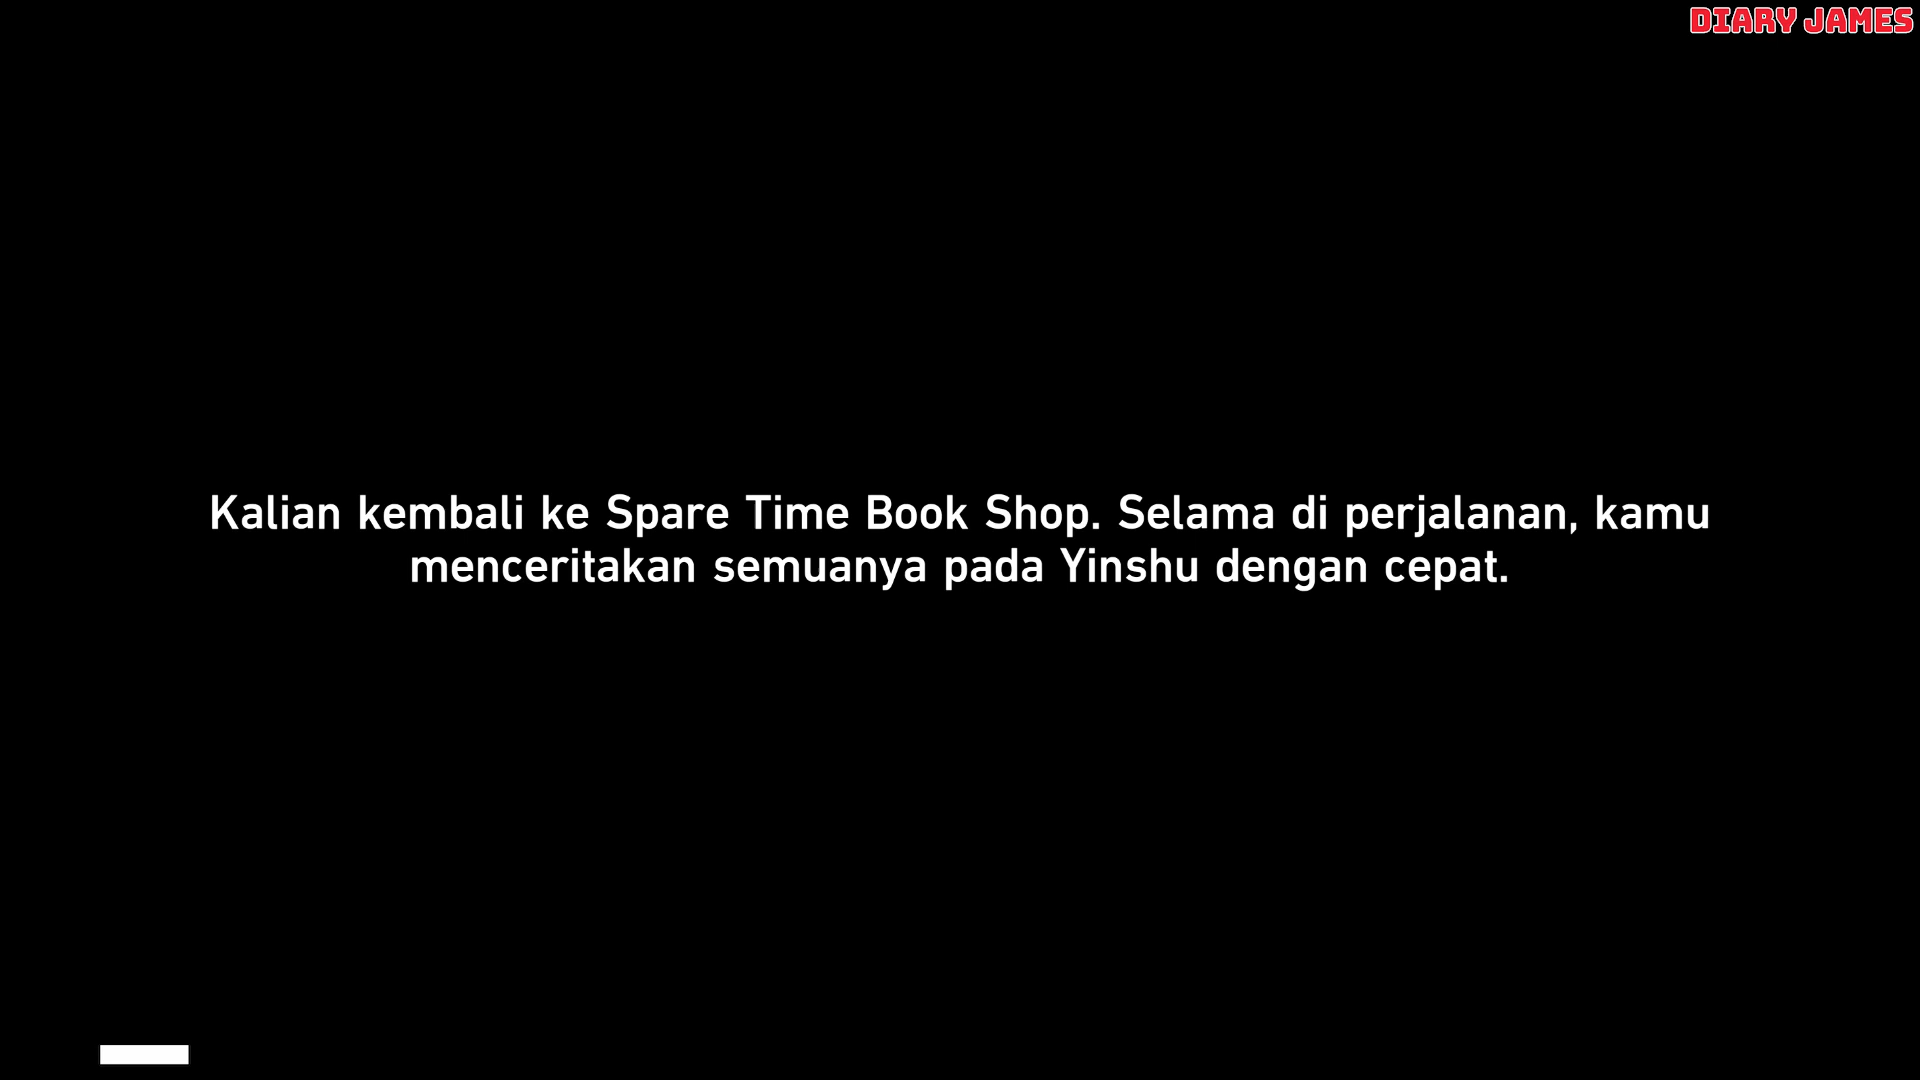 DIARY JAMES
Kalian kembali ke Spare Time Book Shop. Selama di perjalanan, kamu
menceritakan semuanya pada Yinshu dengan cepat.